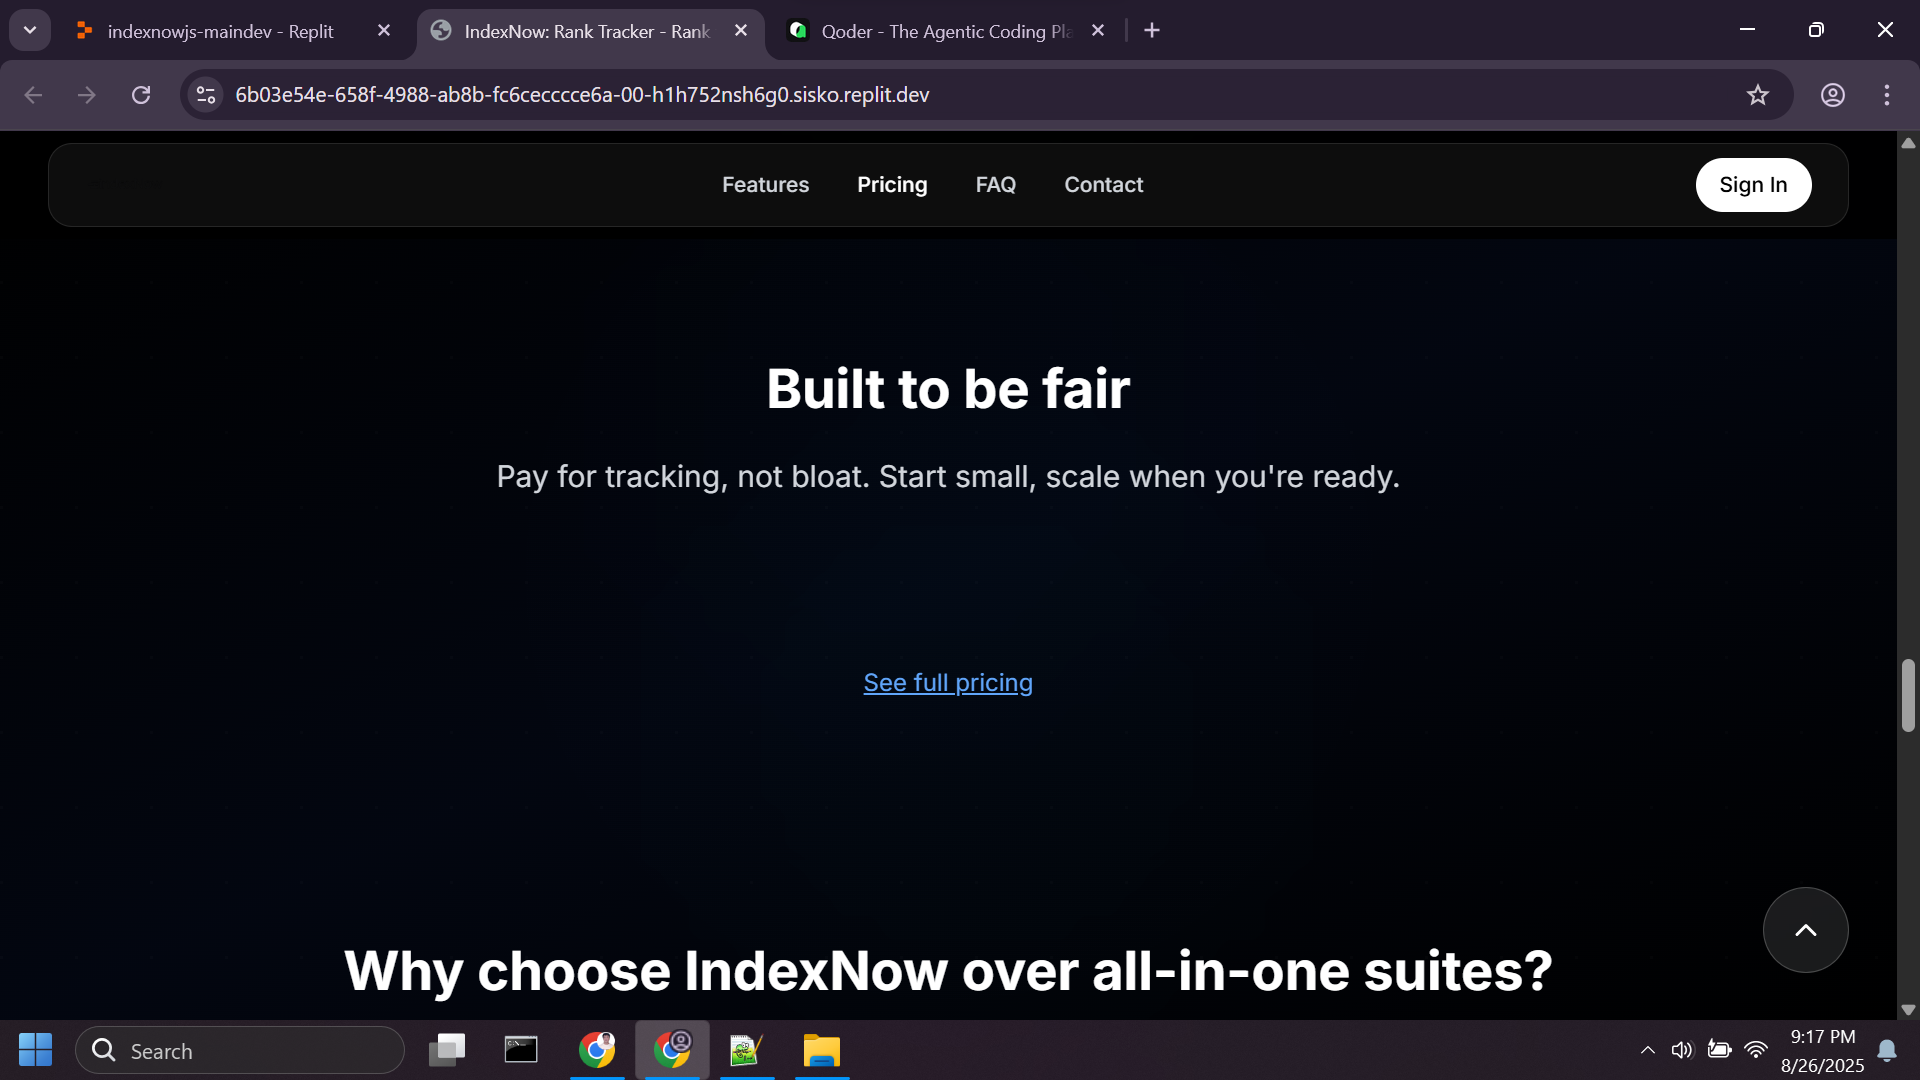 indexnowjs-maindev - Replit
IndexNow: Rank Tracker - Rank
Qoder - The Agentic Coding Pla
6b03e54e-658f-4988-ab8b-fc6cecccce6a-00-h1h752nsh6g0.sisko.replit.dev
Features
Pricing
FAQ
Contact
Sign In
Built to be fair
Pay for tracking, not bloat. Start small, scale when you're ready.
See full pricing
Why choose IndexNow over all-in-one suites?
Search
9:17 PM
8/26/2025